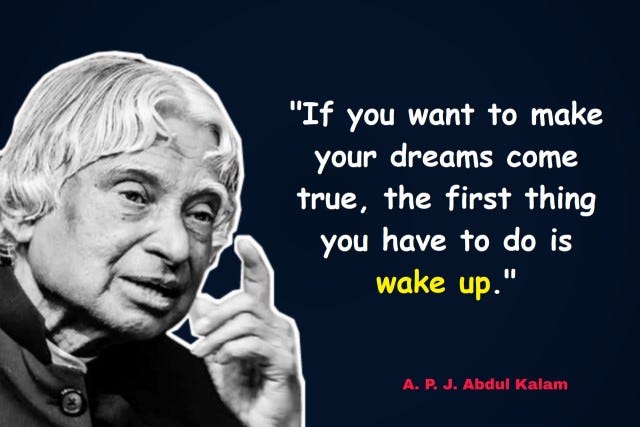 "If you want to make
your dreams come
true, the first thing
you have to do is
wake up."
A. P. J. Abdul Kalam